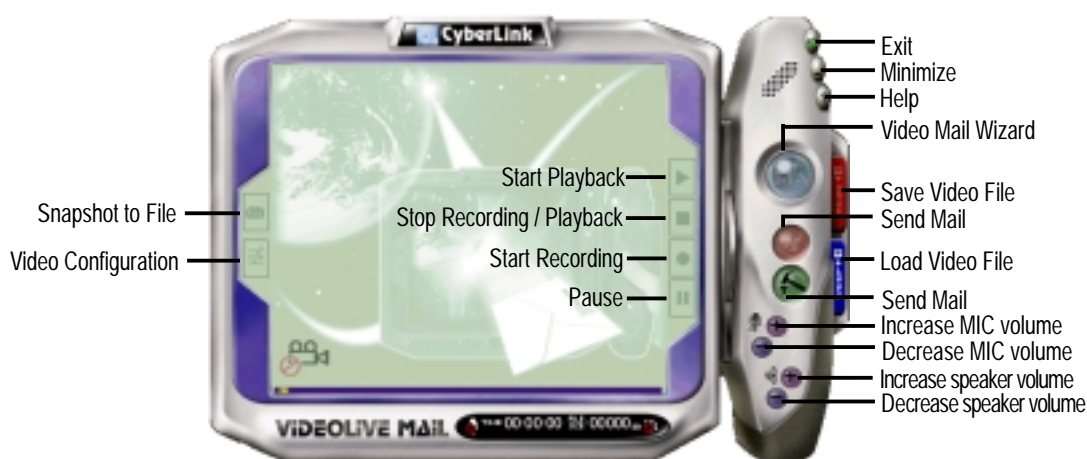 CyberLink
Exit
Minimize
Help
Video Mail Wizard
Start Playback
Save Video File
Snapshot to File
Stop Recording / Playback
Send Mail
Video Configuration
Start Recording
Load Video File
Pause
Send Mail
Increase MIC volume
Decrease MIC volume
Increase speaker volume
Decrease speaker volume
VIDEOLIVE MAIL
00:00:00
00000